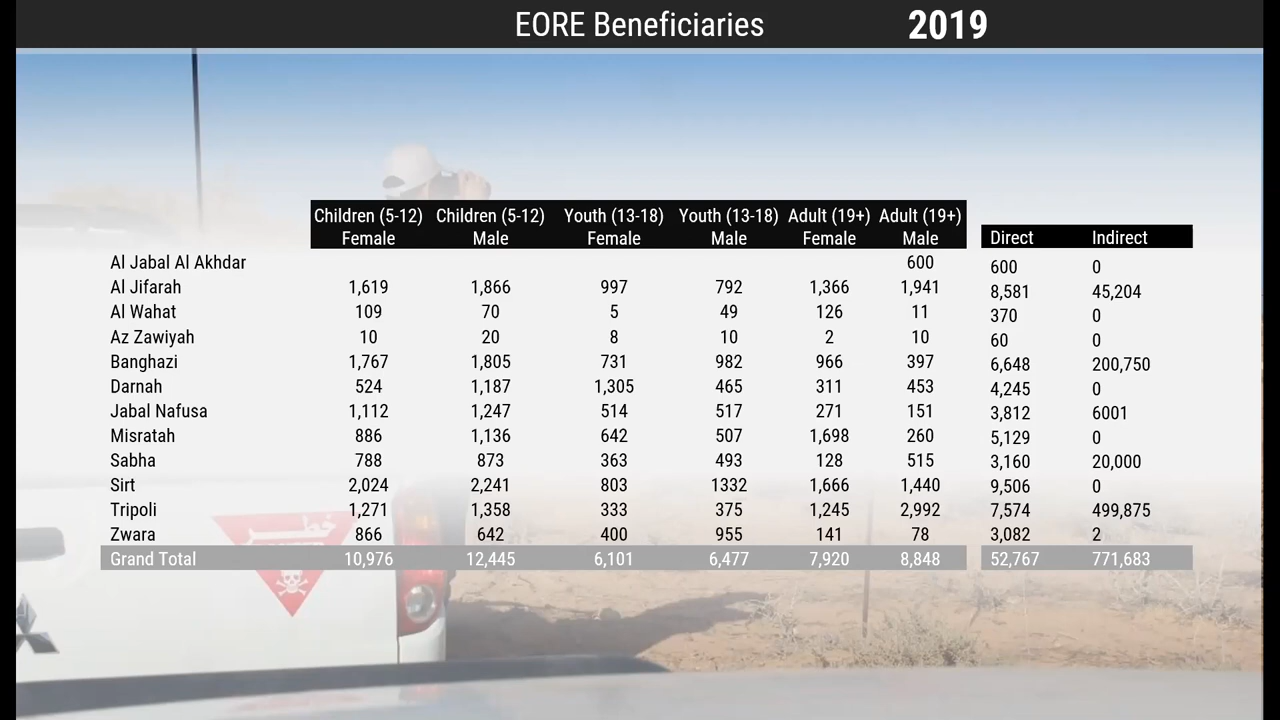 EORE Beneficiaries 2019
Children (5-12) Children (5-12) Youth (13-18) Youth (13-18) Adult (19+) Adult (19+)
Female Male Female Male Female Male Direct Indirect
Al Jabal Al Akhdar 600 600 0
Al Jifarah 1,619 1,866 997 792 1,366 1,941 8,581 45,204
Al Wahat 109 70 5 49 126 11 370 0
Az Zawiyah 10 20 8 10 2 10 60 0
Banghazi 1,767 1,805 731 982 966 397 6,648 200,750
Darnah 524 1,187 1,305 465 311 453 4,245 0
Jabal Nafusa 1,112 1,247 514 517 271 151 3,812 6001
Misratah 886 1,136 642 507 1,698 260 5,129 0
Sabha 788 873 363 493 128 515 3,160 20,000
Sirt 2,024 2,241 803 1332 1,666 1,440 9,506 0
Tripoli 1,271 1,358 333 375 1,245 2,992 7,574 499,875
Zwara 866 642 400 955 141 78 3,082 2
Grand Total 10,976 12,445 6,101 6,477 7,920 8,848 52,767 771,683
خطر